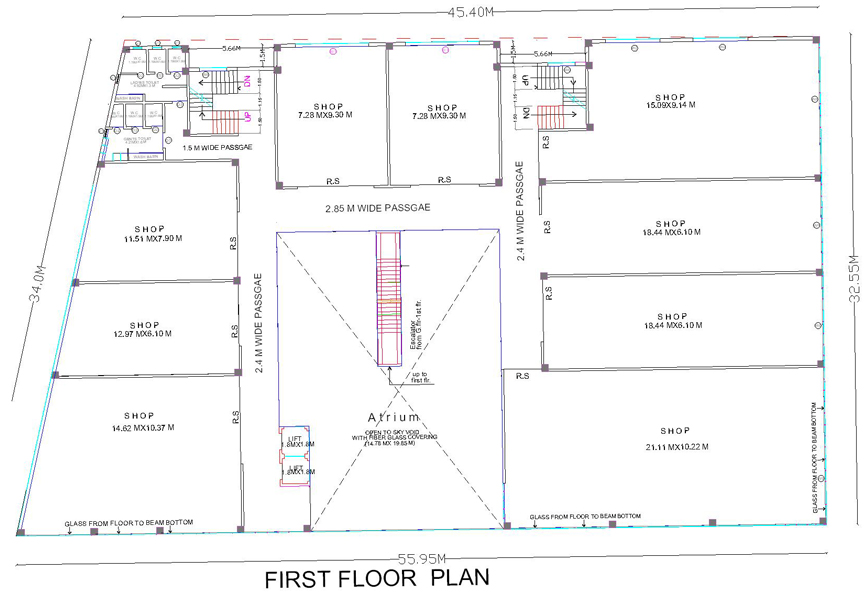 45.40M
5.66M
1.5M
5.66M
1.5M
W.C
W.C
W.C
LADIES TOILET
WASH BASIN
W.C
W.C
W.C
GENTS TOILET
WASH BASIN
DN
UP
UP
DN
1.5 M WIDE PASSGAE
SHOP
7.28 MX9.30 M
SHOP
7.28 MX9.30 M
SHOP
15.09X9.14 M
R.S
R.S
R.S
2.85 M WIDE PASSGAE
2.4 M WIDE PASSGAE
SHOP
11.51 MX7.90 M
R.S
SHOP
18.44 MX6.10 M
R.S
34.0M
32.55M
SHOP
12.97 MX6.10 M
R.S
2.4 M WIDE PASSGAE
Escalator
from G.flr-1st flr.
up to
first flr.
SHOP
18.44 MX6.10 M
R.S
R.S
SHOP
14.62 MX10.37 M
R.S
Atrium
OPEN TO SKY VOID
WITH FIBER GLASS COVERING
(14.78 MX 19.85 M)
LIFT
1.8MX1.8M
LIFT
1.8MX1.8M
SHOP
21.11 MX10.22 M
GLASS FROM FLOOR TO BEAM BOTTOM
GLASS FROM FLOOR TO BEAM BOTTOM
GLASS FROM FLOOR TO BEAM BOTTOM
55.95M
FIRST FLOOR PLAN